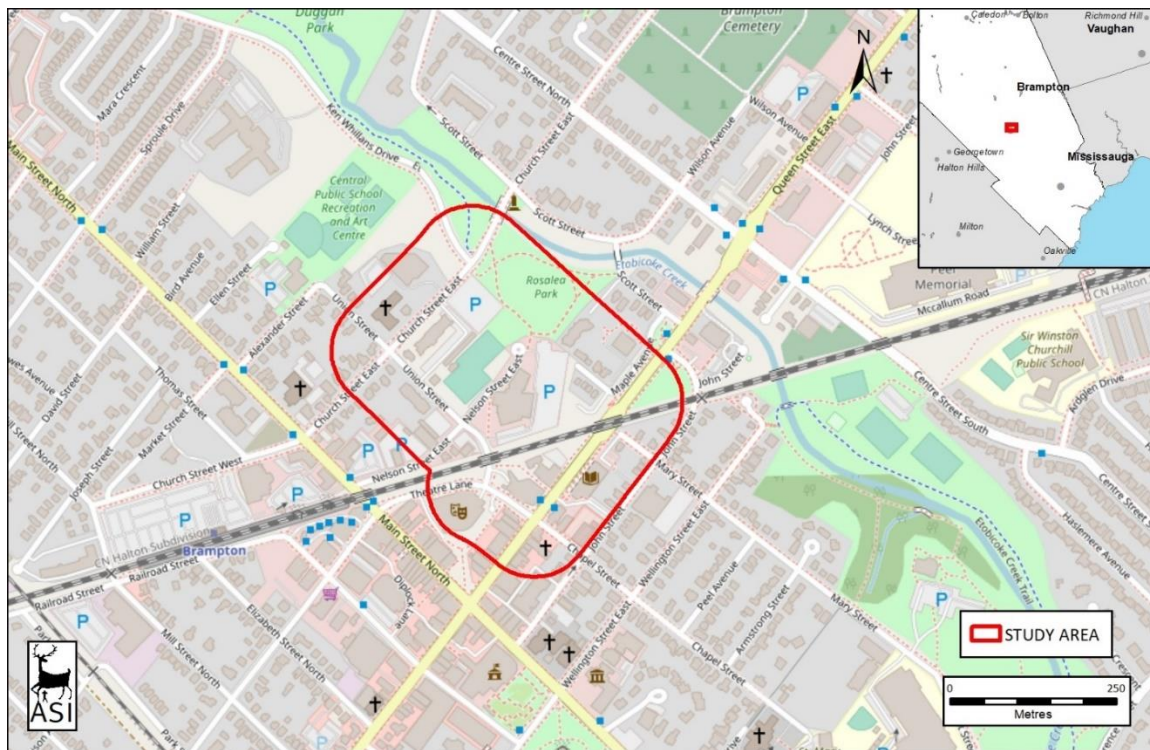 Duggan
Park
Brampton
Cemetery
N
Caledon
Bolton
Richmond Hill
Vaughan
Brampton
Georgetown
Halton Hills
Mississauga
Milton
Oakville
Mara Crescent
Sproule Drive
Ken Whillans Drive
Centre Street North
Scott Street
Church Street East
Wilson Avenue
Wilson Avenue
P
Queen Street East
John Street
Main Street North
William Street
Central
Public School
Recreation
and Art
Centre
P
Scott Street
Lynch Street
Bird Avenue
Ellen Street
P
Etobicoke Creek
Peel
Memorial
P
CN Halton
Mccallum Road
Alexander Street
Union Street
Church Street East
P
Rosalea
Park
Scott Street
Sir Winston
Churchill
Public School
David Street
Thomas Street
Market Street
Church Street East
Union Street
Nelson Street East
P
Maple Avenue
John Street
Centre Street South
Ardglen Drive
Joseph Street
Church Street West
P
P
Nelson Street East
Theatre Lane
John Street
Mary Street
P
P
CN Halton Subdivision
Brampton
Railroad Street
Railroad Street
Main Street North
John Street
Chapel Street
Wellington Street East
Peel Avenue
Armstrong Street
Haslemere Avenue
Etobicoke Creek Trail
P
P
Mill Street North
Elizabeth Street North
Diplock Lane
Wellington Street East
Chapel Street
Mary Street
P
P
P
P
STUDY AREA
0
250
Metres
ASI